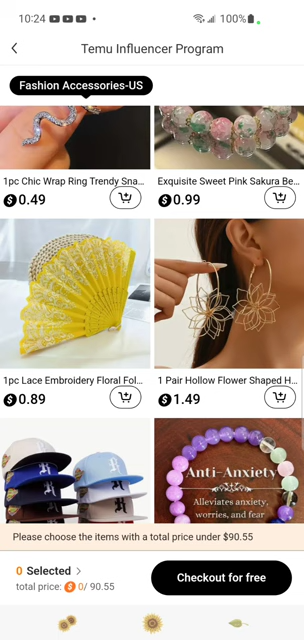 10:24
100%
Temu Influencer Program
Fashion Accessories-US
1pc Chic Wrap Ring Trendy Sna...
Exquisite Sweet Pink Sakura Be...
$ 0.49
$ 0.99
1pc Lace Embroidery Floral Fol...
1 Pair Hollow Flower Shaped H...
$ 0.89
$ 1.49
Anti-Anxiety
Alleviates anxiety,
worries, and fear
Please choose the items with a total price under $90.55
0 Selected >
total price: $ 0/ 90.55
Checkout for free